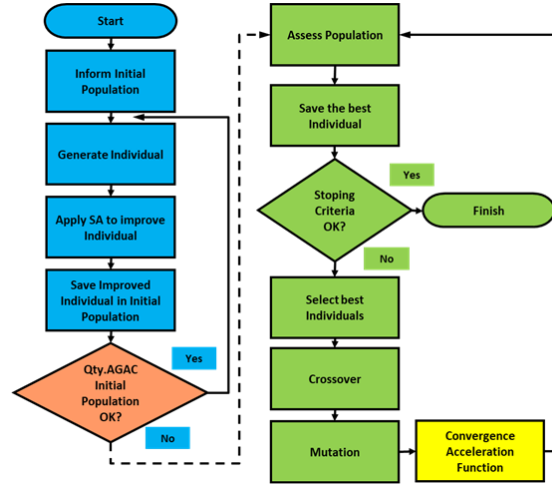 Start
Inform Initial
Population
Generate Individual
Apply SA to improve
Individual
Save Improved
Individual in Initial
Population
Yes
Qty.AGAC
Initial
Population
OK?
No
Assess Population
Save the best
Individual
Yes
Stoping
Criteria
OK?
Finish
No
Select best
Individuals
Crossover
Mutation
Convergence
Acceleration
Function